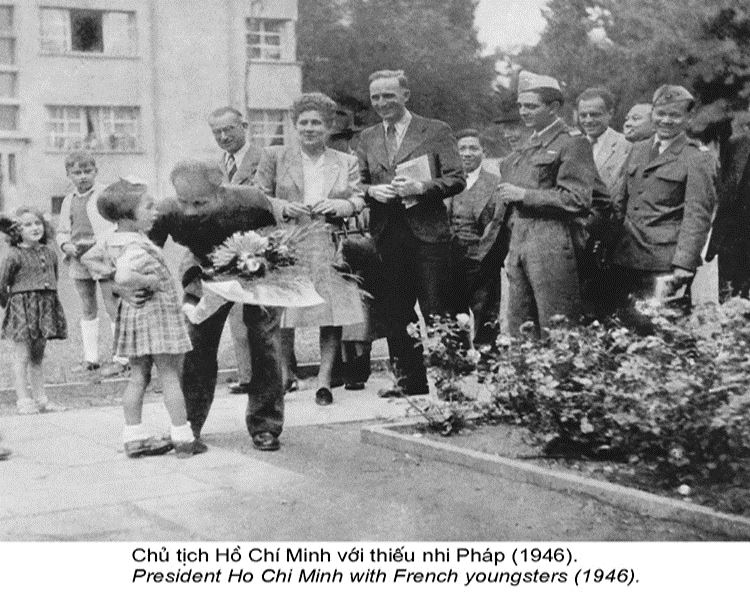 Chủ tịch Hồ Chí Minh với thiếu nhi Pháp (1946).
President Ho Chi Minh with French youngsters (1946).